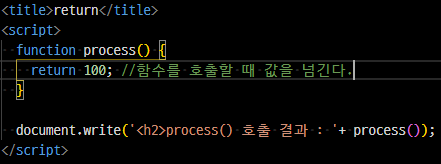 <title>return</title>
<script>
function process() {
return 100; //함수를 호출할 때 값을 넘긴다.
}
document.write('<h2>process() 호출 결과 : '+ process());
</script>